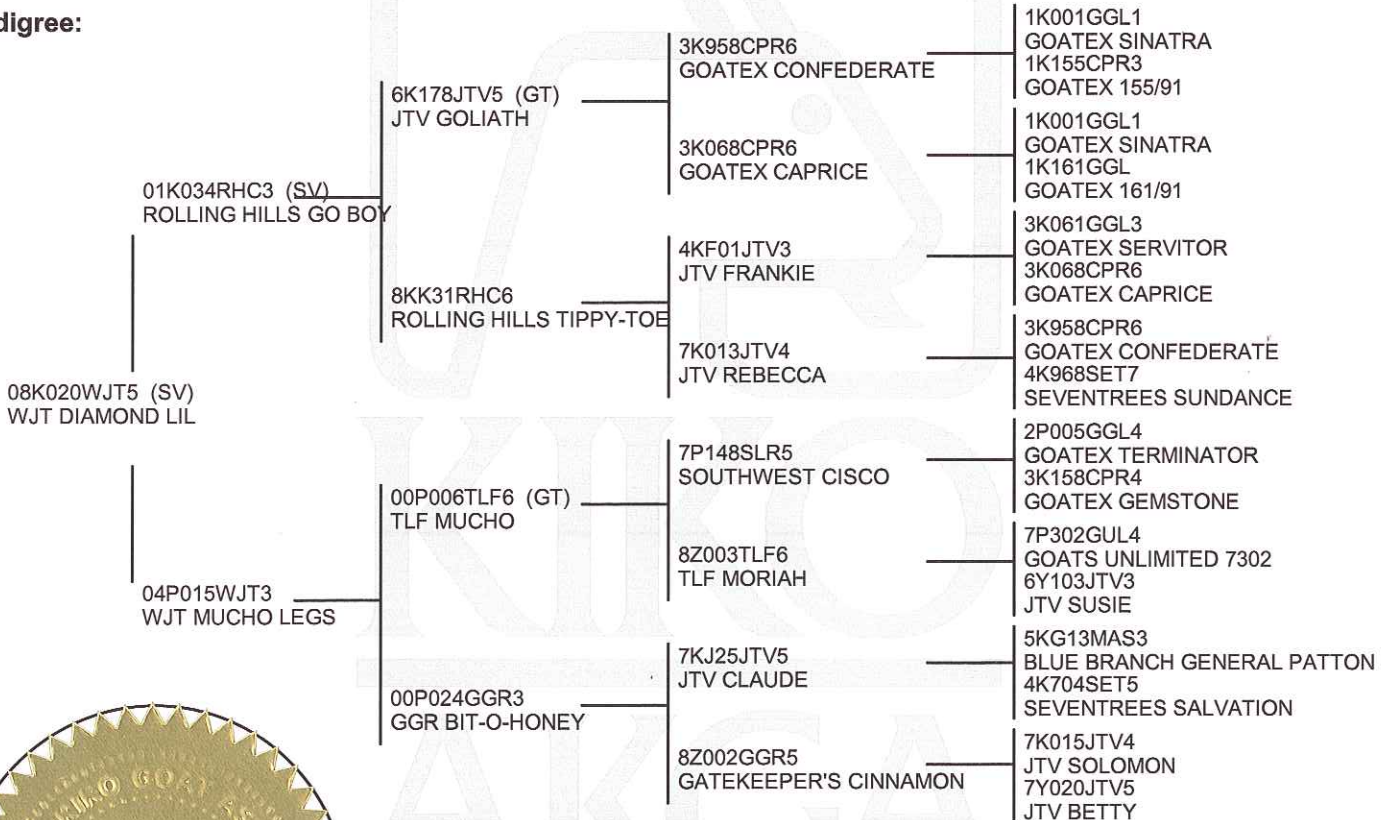 digree:
08K020WJT5 (SV)
WJT DIAMOND LIL
01K034RHC3 (SV)
ROLLING HILLS GO BOY
04P015WJT3
WJT MUCHO LEGS
6K178JTV5 (GT)
JTV GOLIATH
8KK31RHC6
ROLLING HILLS TIPPY-TOE
00P006TLF6 (GT)
TLF MUCHO
00P024GGR3
GGR BIT-O-HONEY
3K958CPR6
GOATEX CONFEDERATE
3K068CPR6
GOATEX CAPRICE
4KF01JTV3
JTV FRANKIE
7K013JTV4
JTV REBECCA
7P148SLR5
SOUTHWEST CISCO
8Z003TLF6
TLF MORIAH
7KJ25JTV5
JTV CLAUDE
8Z002GGR5
GATEKEEPER'S CINNAMON
1K001GGL1
GOATEX SINATRA
1K155CPR3
GOATEX 155/91
1K001GGL1
GOATEX SINATRA
1K161GGL
GOATEX 161/91
3K061GGL3
GOATEX SERVITOR
3K068CPR6
GOATEX CAPRICE
3K958CPR6
GOATEX CONFEDERATE
4K968SET7
SEVENTREES SUNDANCE
2P005GGL4
GOATEX TERMINATOR
3K158CPR4
GOATEX GEMSTONE
7P302GUL4
GOATS UNLIMITED 7302
6Y103JTV3
JTV SUSIE
5KG13MAS3
BLUE BRANCH GENERAL PATTON
4K704SET5
SEVENTREES SALVATION
7K015JTV4
JTV SOLOMON
7Y020JTV5
JTV BETTY
KIKO
AKGA
KIKO GOAT